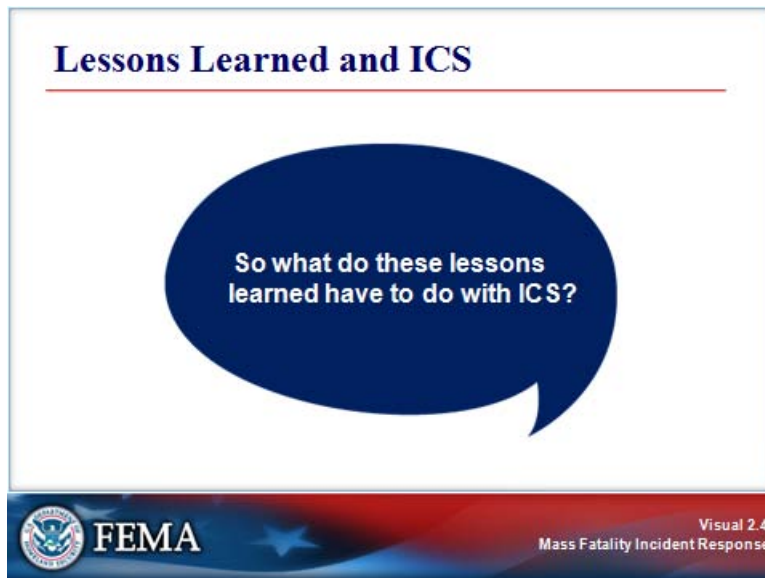 Lessons Learned and ICS
So what do these lessons
learned have to do with ICS?
FEMA
Visual 2.4
Mass Fatality Incident Response